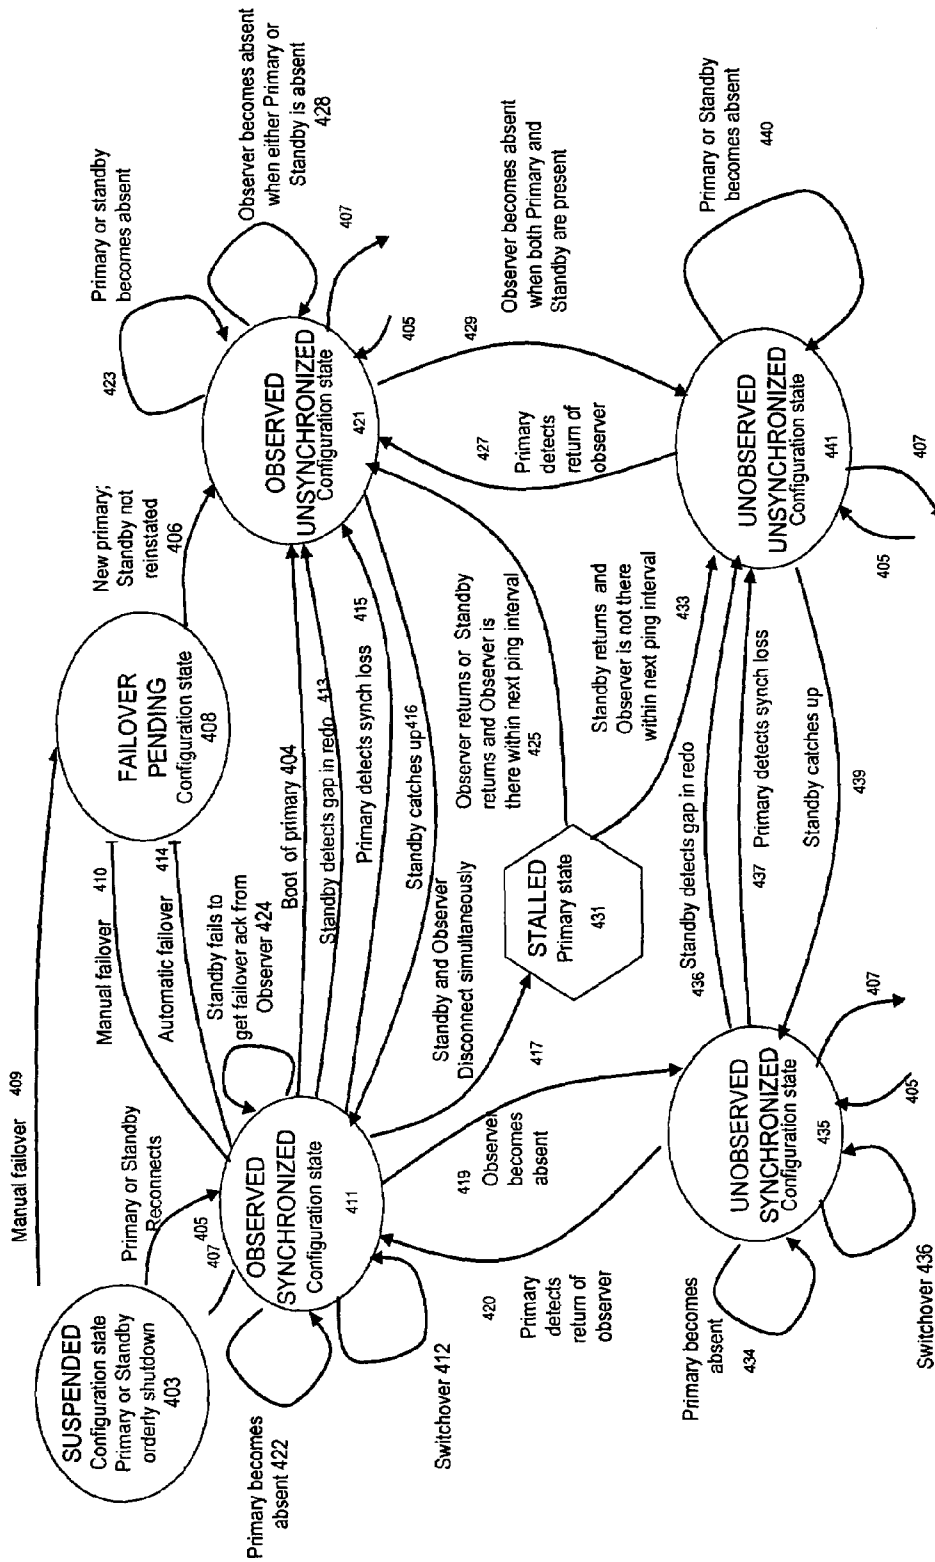 Manual failover 409
SUSPENDED
Configuration state
Primary or Standby
orderly shutdown
403
Primary or Standby
Reconnects
405
407
Manual failover
410
Automatic failover
414
FAILOVER
PENDING
Configuration state
408
New primary;
Standby not
reinstated
406
Primary or standby
becomes absent
423
Observer becomes absent
when either Primary or
Standby is absent
428
407
405
OBSERVED
UNSYNCHRONIZED
Configuration state
421
Standby fails to
get failover ack from
Observer 424
Boot of primary 404
Standby detects gap in redo 413
Primary detects synch loss
415
Standby catches up 416
OBSERVED
SYNCHRONIZED
Configuration state
411
Primary becomes
absent 422
Switchover 412
Standby and Observer
Disconnect simultaneously
417
STALLED
Primary state
431
Observer returns or Standby
returns and Observer is
there within next ping interval
425
Standby returns and
Observer is not there
within next ping interval
433
427
Primary
detects
return of
observer
429
Observer becomes absent
when both Primary and
Standby are present
419
Observer
becomes
absent
420
Primary
detects
return of
observer
436 Standby detects gap in redo
437 Primary detects synch loss
Standby catches up
439
UNOBSERVED
UNSYNCHRONIZED
Configuration state
441
Primary or Standby
becomes absent
440
407
405
UNOBSERVED
SYNCHRONIZED
Configuration state
435
407
405
Primary becomes
absent
434
Switchover 436